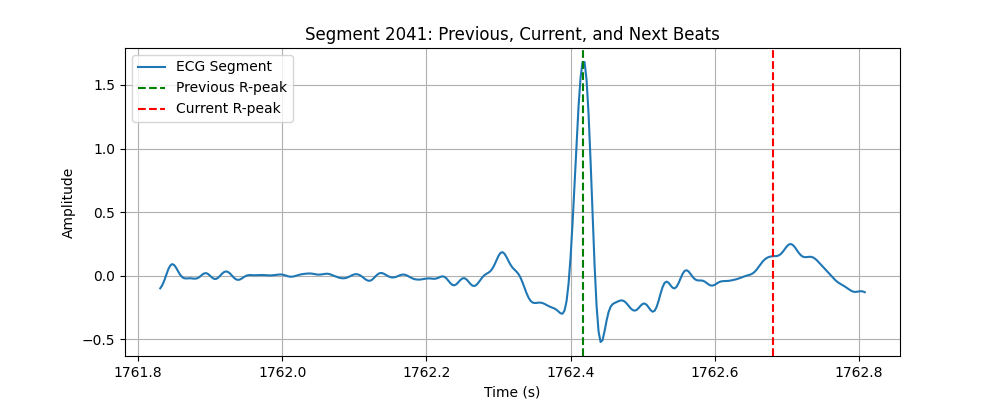 Segment 2041: Previous, Current, and Next Beats
ECG Segment
Previous R-peak
Current R-peak
Amplitude
1.5
1.0
0.5
0.0
−0.5
1761.8 1762.0 1762.2 1762.4 1762.6 1762.8
Time (s)